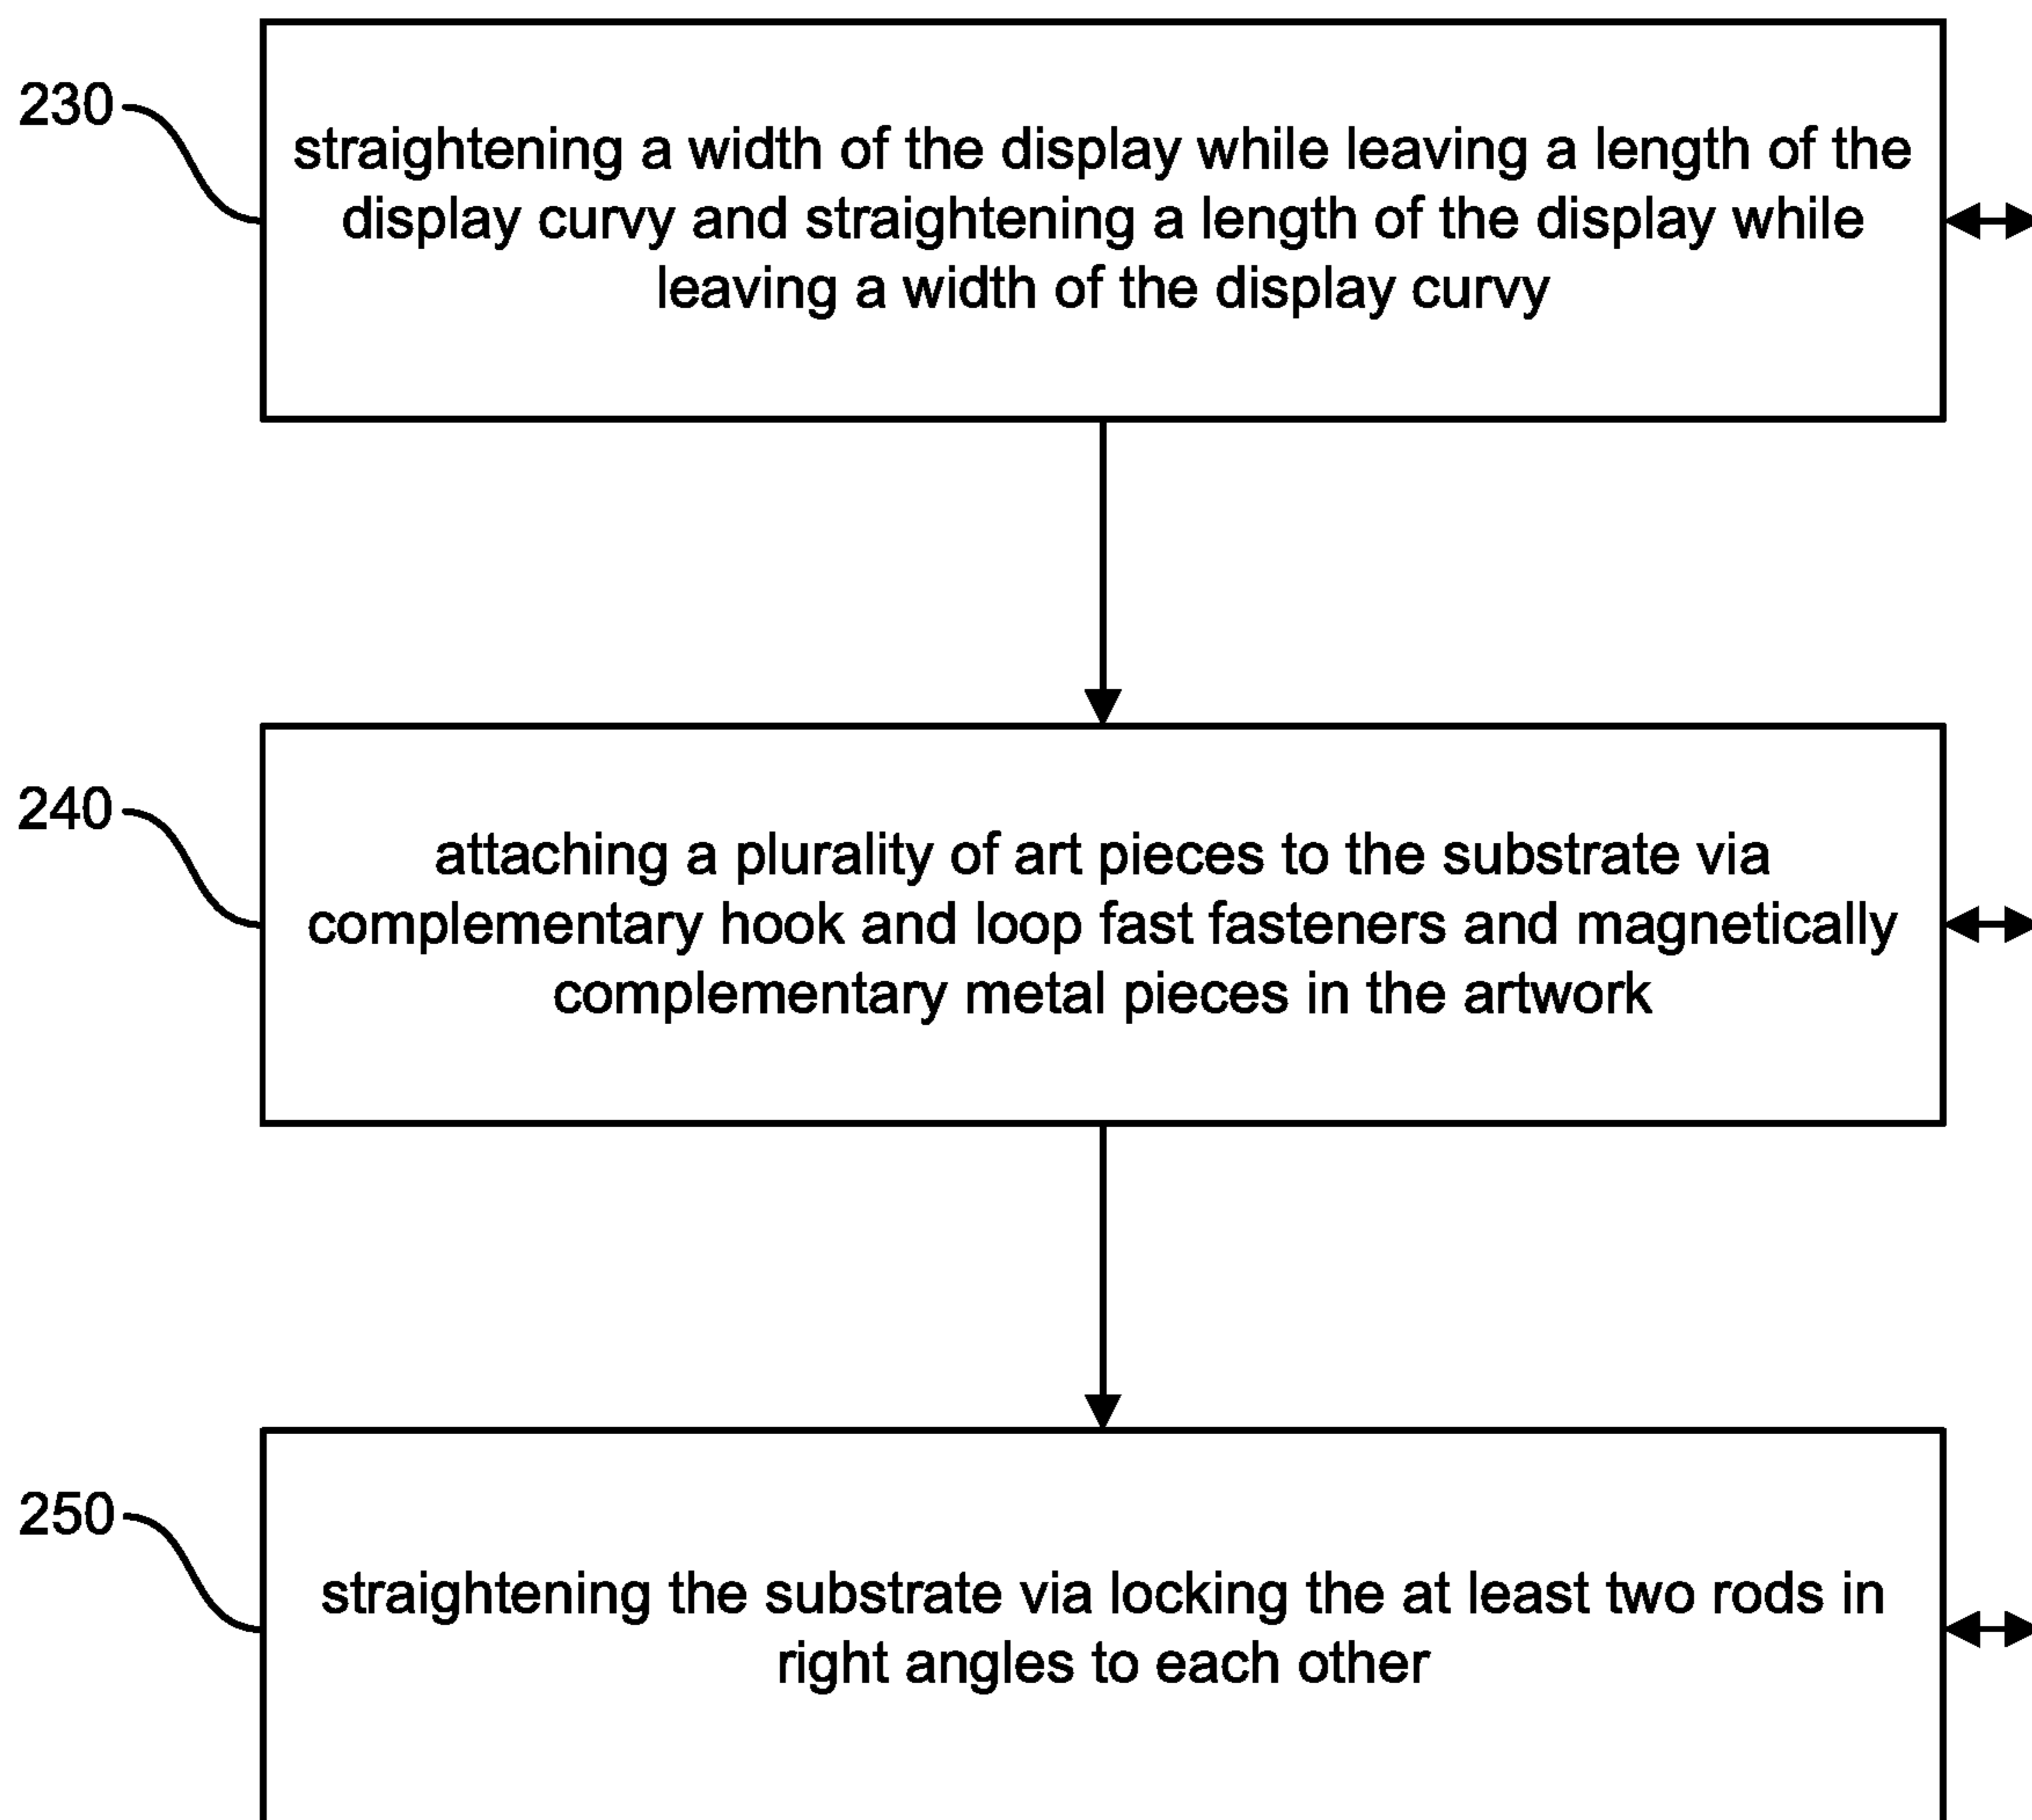 230
straightening a width of the display while leaving a length of the
display curvy and straightening a length of the display while
leaving a width of the display curvy
240
attaching a plurality of art pieces to the substrate via
complementary hook and loop fast fasteners and magnetically
complementary metal pieces in the artwork
250
straightening the substrate via locking the at least two rods in
right angles to each other